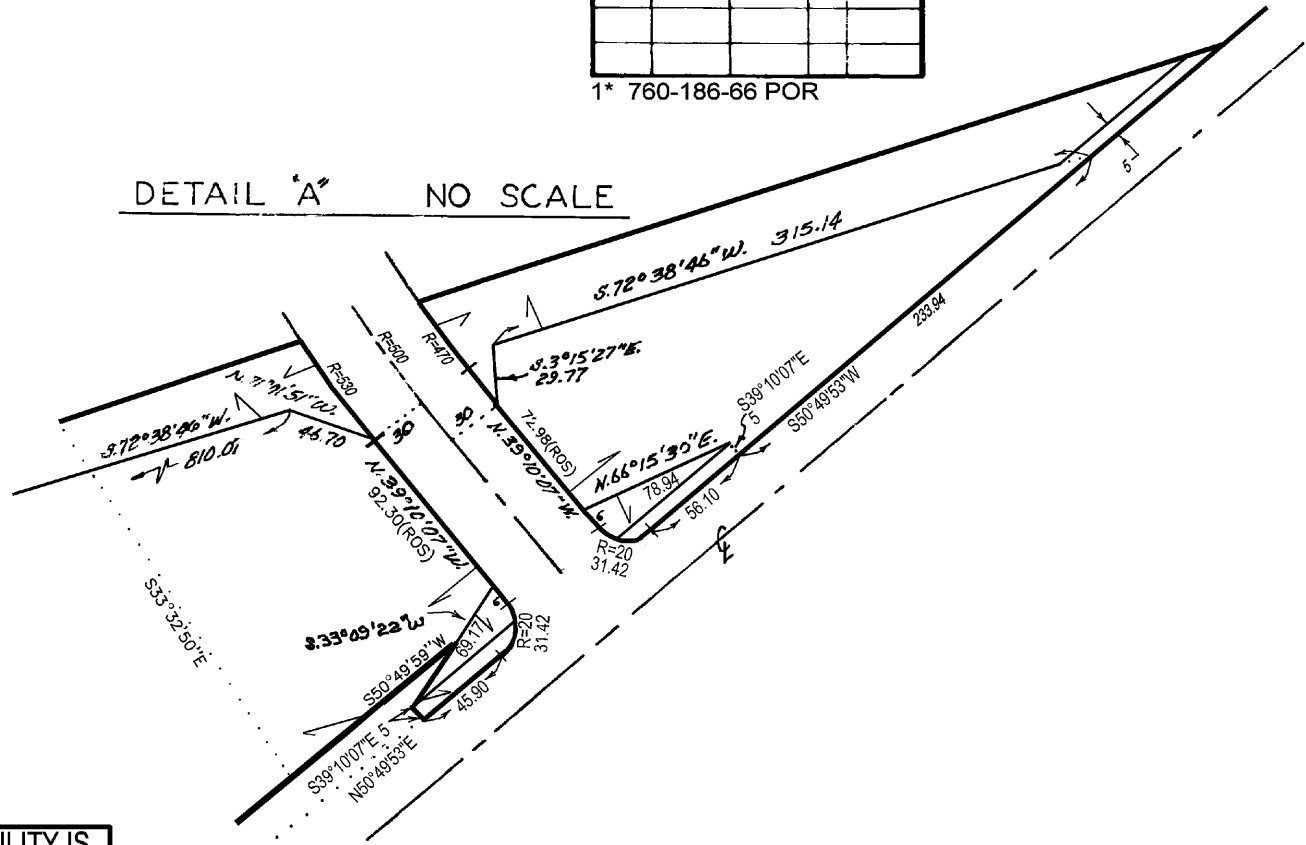 1* 760-186-66 POR
DETAIL "A" NO SCALE
S.72°38'46"W. 315.14
5
233.94
R=470
R=500
R=530
S.3°15'27"E.
29.77
S39°10'07"E
5
S50°49'53"W
46.70
S.72°38'46"W.
810.01
30
30
72.98(ROS)
N.39°10'07"W.
N.66°15'30"E.
78.94
56.10
6
R=20
31.42
N.39°10'07"W.
92.30(ROS)
S33°32'50"E
S.33°09'22"W
6
R=20
31.42
69.17
S50°49'59"W
45.90
S39°10'07"E 5
N50°49'53"E